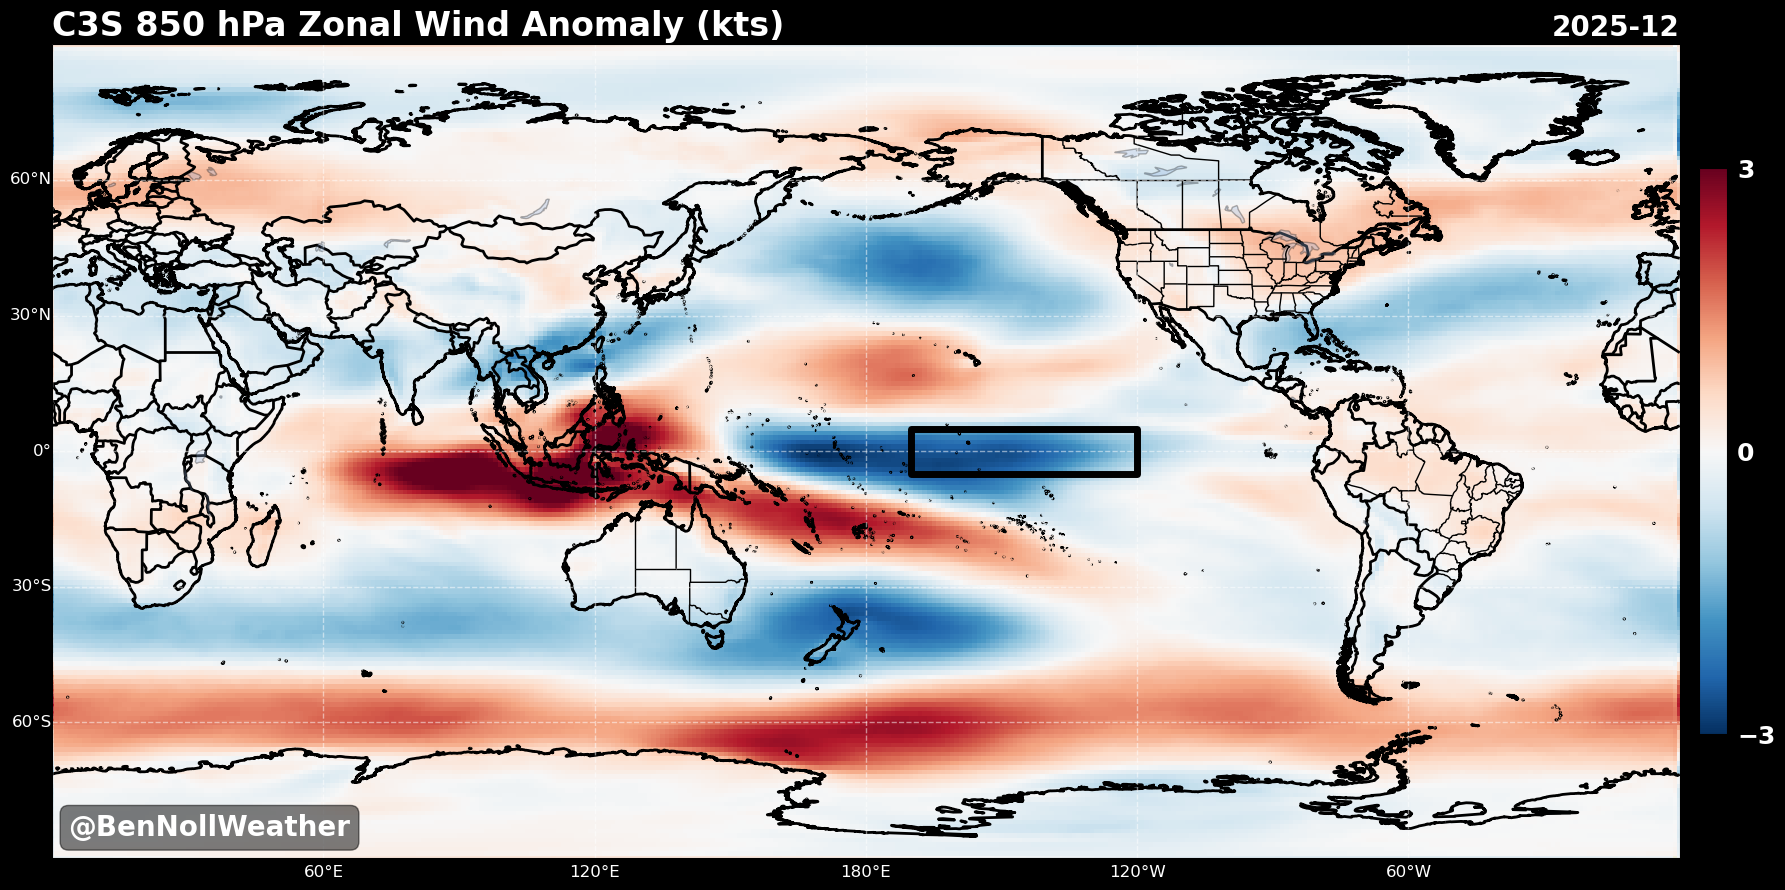 C3S 850 hPa Zonal Wind Anomaly (kts)
2025-12
60°N
30°N
0°
30°S
60°S
3
0
−3
@BenNollWeather
60°E
120°E
180°E
120°W
60°W